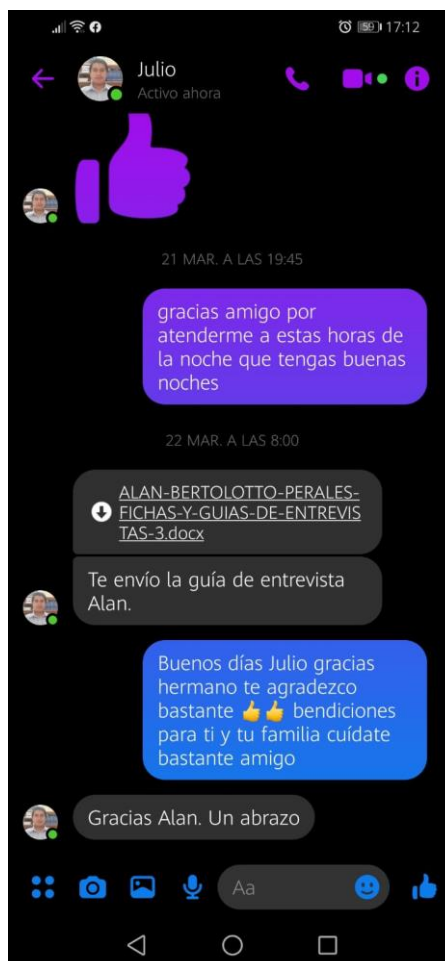 59 17:12
Julio
Activo ahora
21 MAR. A LAS 19:45
gracias amigo por
atenderme a estas horas de
la noche que tengas buenas
noches
22 MAR. A LAS 8:00
ALAN-BERTOLOTTO-PERALES-
FICHAS-Y-GUIAS-DE-ENTREVIS
TAS-3.docx
Te envío la guía de entrevista
Alan.
Buenos días Julio gracias
hermano te agradezco
bastante 👍👍 bendiciones
para ti y tu familia cuídate
bastante amigo
Gracias Alan. Un abrazo
Aa